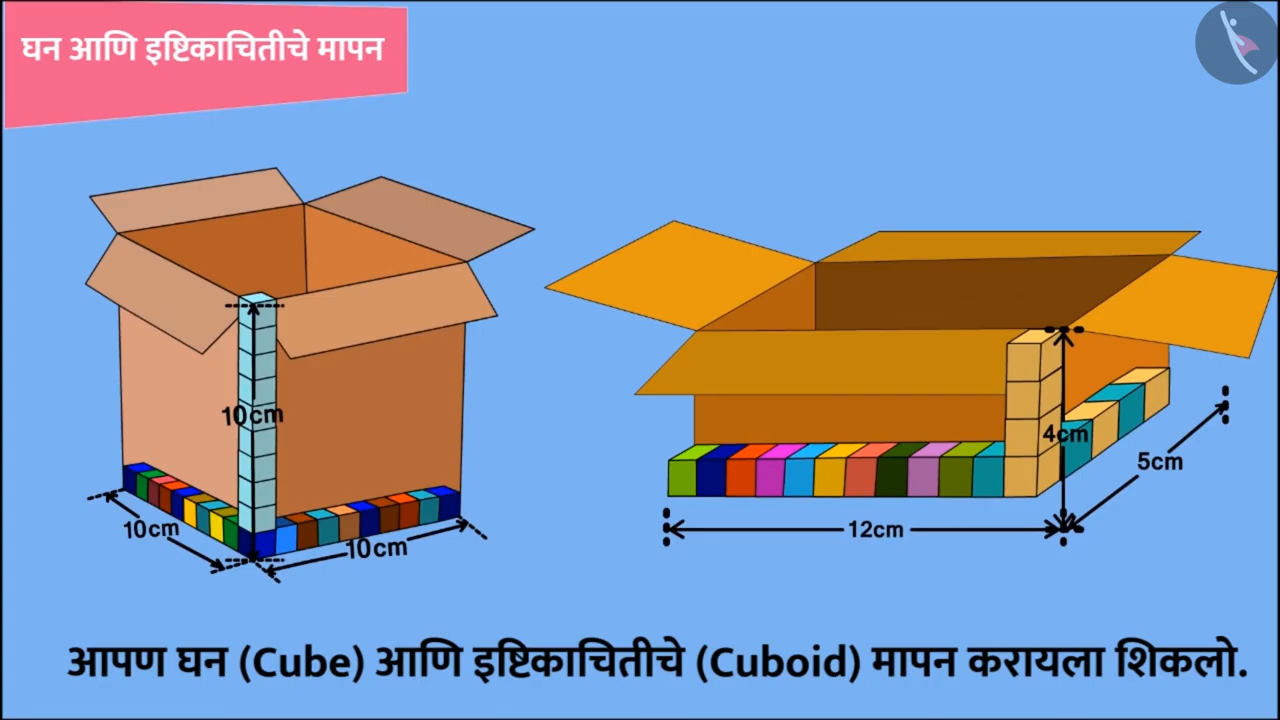 घन आणि इष्टिकाचितीचे मापन
10cm
10cm
10cm
4cm
5cm
12cm
आपण घन (Cube) आणि इष्टिकाचितीचे (Cuboid) मापन करायला शिकलो.